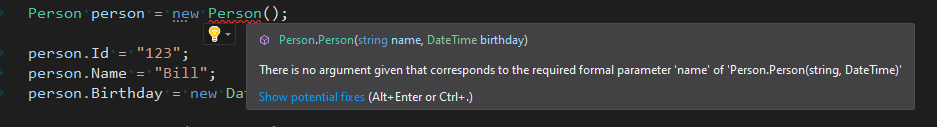 Person person = new Person();
Person.Person(string name, DateTime birthday)
person.Id = "123";
There is no argument given that corresponds to the required formal parameter 'name' of 'Person.Person(string, DateTime)'
person.Name = "Bill";
person.Birthday = new Da
Show potential fixes (Alt+Enter or Ctrl+.)